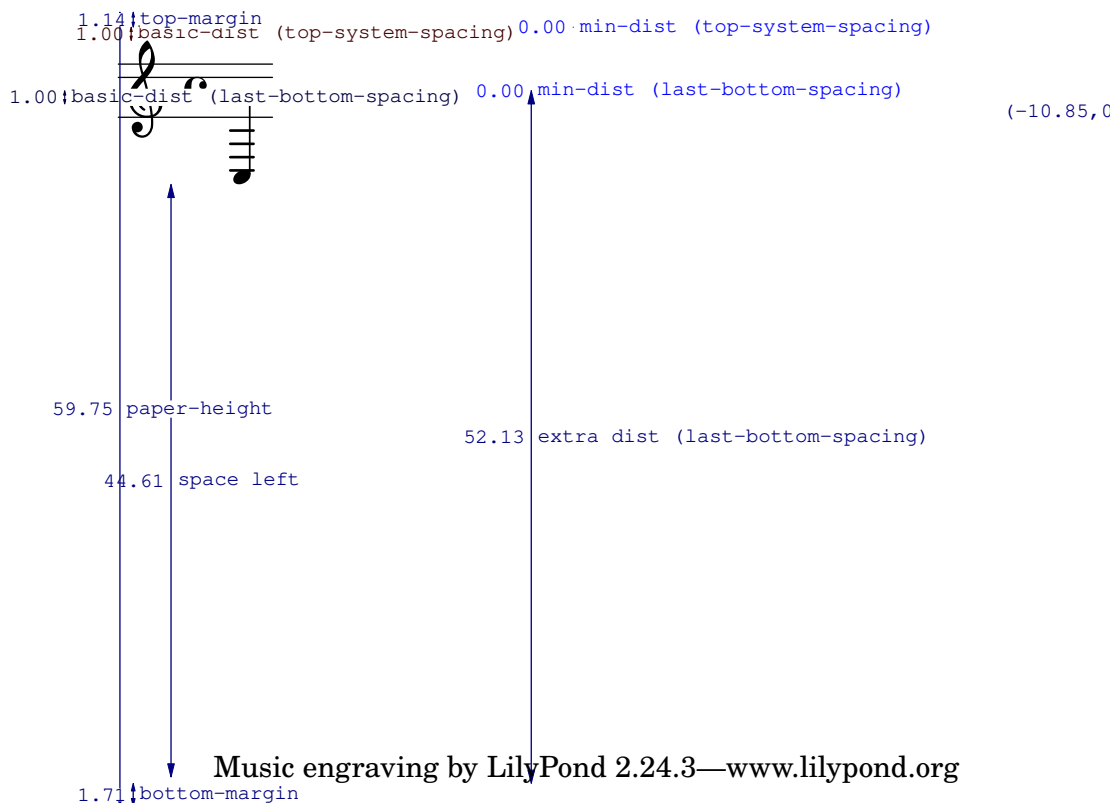 1.14 top-margin
0.00 min-dist (top-system-spacing)
1.00 basic-dist (top-system-spacing)
1.00 basic-dist (last-bottom-spacing)
0.00 min-dist (last-bottom-spacing)
(-10.85,0
59.75 paper-height
52.13 extra dist (last-bottom-spacing)
44.61 space left
Music engraving by LilyPond 2.24.3—www.lilypond.org
1.71 bottom-margin